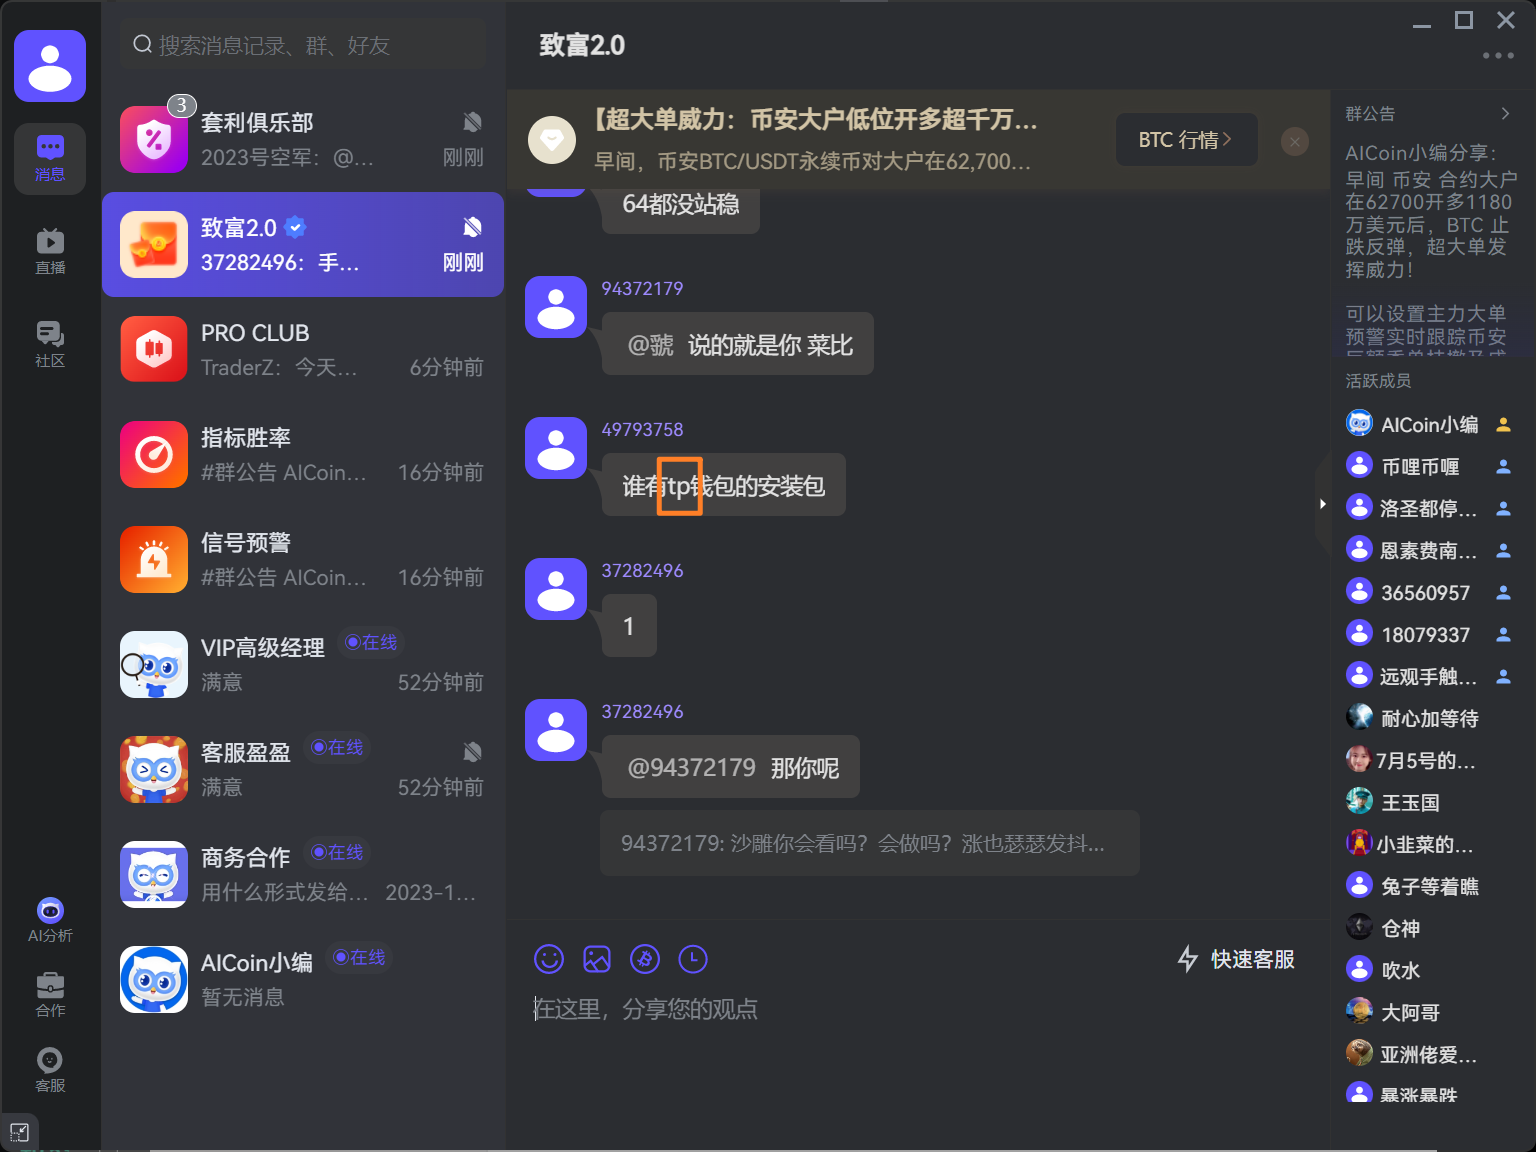 搜索消息记录、群、好友
致富2.0
消息
直播
社区
AI分析
合作
客服
3
套利俱乐部
2023号空军：@...
刚刚
致富2.0
37282496：手...
刚刚
PRO CLUB
TraderZ：今天...
6分钟前
指标胜率
#群公告 AICoin...
16分钟前
信号预警
#群公告 AICoin...
16分钟前
VIP高级经理
在线
满意
52分钟前
客服盈盈
在线
满意
52分钟前
商务合作
在线
用什么形式发给...
2023-1...
AICoin小编
在线
暂无消息
【超大单威力：币安大户低位开多超千万...
早间，币安BTC/USDT永续币对大户在62,700...
BTC 行情
64都没站稳
94372179
@虢 说的就是你 菜比
49793758
谁有tp钱包的安装包
37282496
1
37282496
@94372179 那你呢
94372179: 沙雕你会看吗？会做吗？涨也瑟瑟发抖...
快速客服
在这里，分享您的观点
群公告
AICoin小编分享：
早间 币安 合约大户
在62700开多1180
万美元后，BTC 止
跌反弹，超大单发
挥威力！
可以设置主力大单
预警实时跟踪币安
活跃成员
AICoin小编
币哩币喱
洛圣都停...
恩素费南...
36560957
18079337
远观手触...
耐心加等待
7月5号的...
王玉国
小韭菜的...
兔子等着瞧
仓神
吹水
大阿哥
亚洲佬爱...
暴涨暴跌